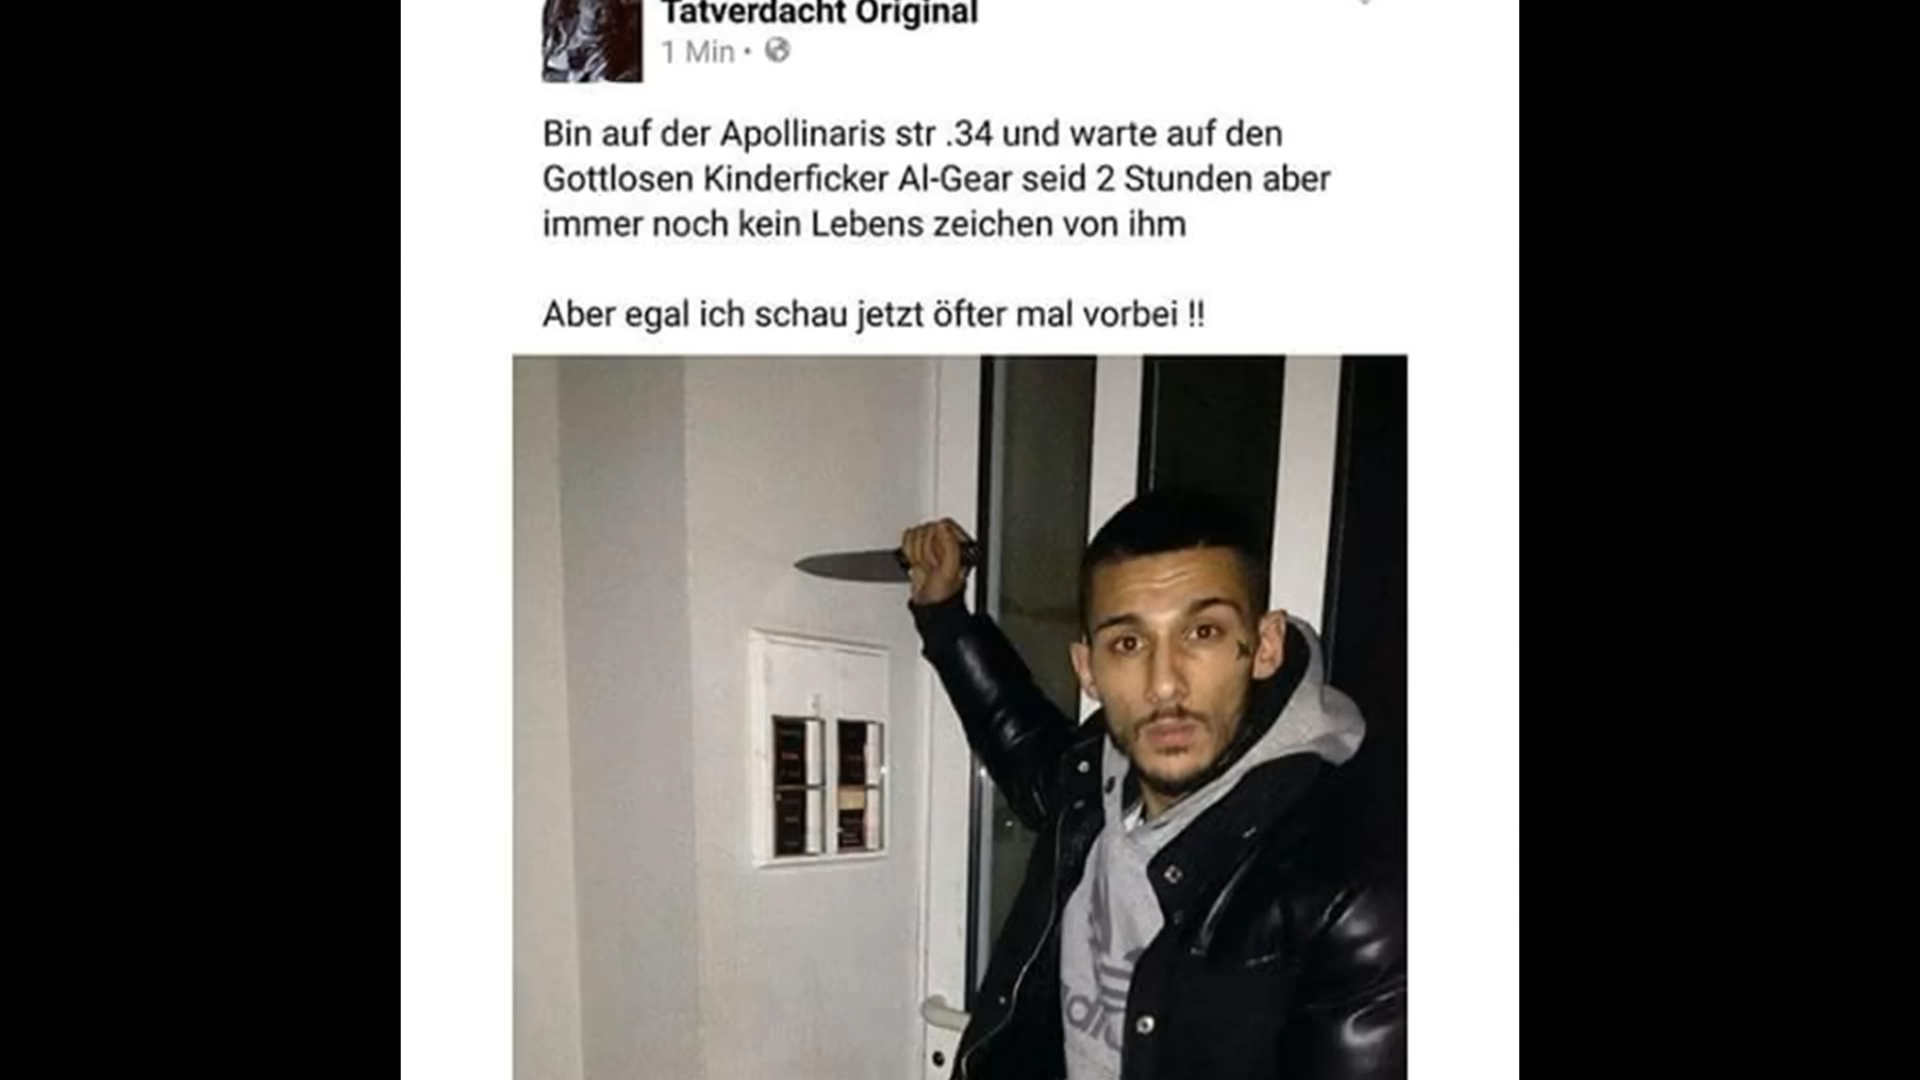 Tatverdacht Original
1 Min •
Bin auf der Apollinaris str .34 und warte auf den
Gottlosen Kinderficker Al-Gear seid 2 Stunden aber
immer noch kein Lebens zeichen von ihm
Aber egal ich schau jetzt öfter mal vorbei !!
adidas